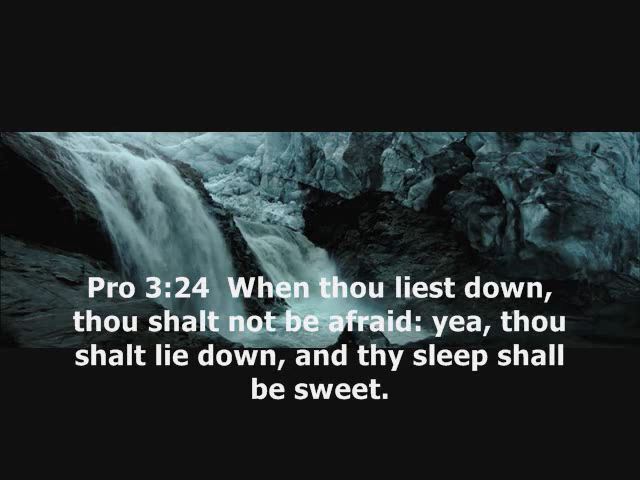 Pro 3:24  When thou liest down,
thou shalt not be afraid: yea, thou
shalt lie down, and thy sleep shall
be sweet.